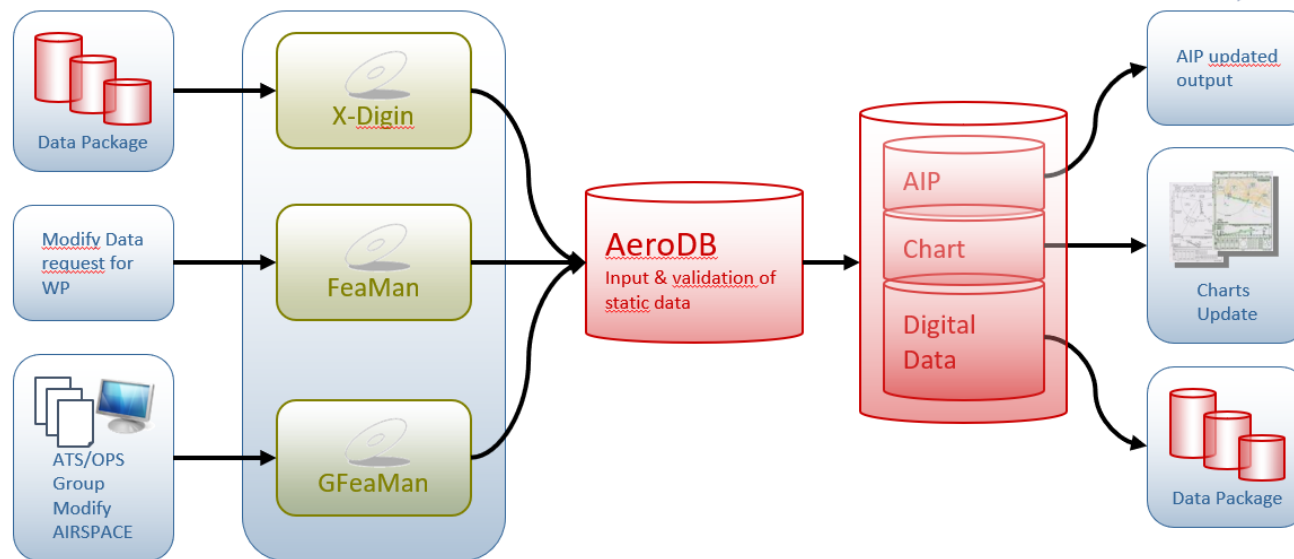 Data Package
Modify Data
request for
WP
ATS/OPS
Group
Modify
AIRSPACE
X-Digin
FeaMan
GFeaMan
AeroDB
Input & validation of
static data
AIP
Chart
Digital
Data
AIP updated
output
Charts
Update
Data Package